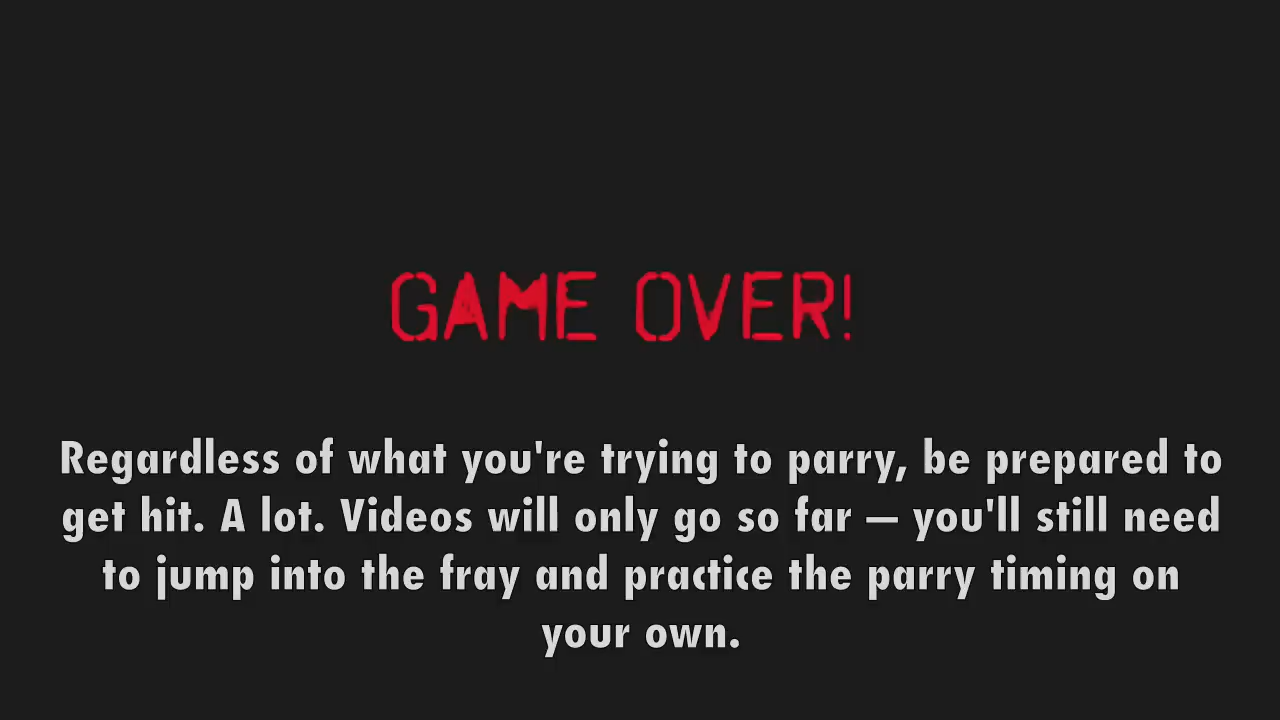 GAME OVER!
Regardless of what you're trying to parry, be prepared to
get hit. A lot. Videos will only go so far — you'll still need
to jump into the fray and practice the parry timing on
your own.